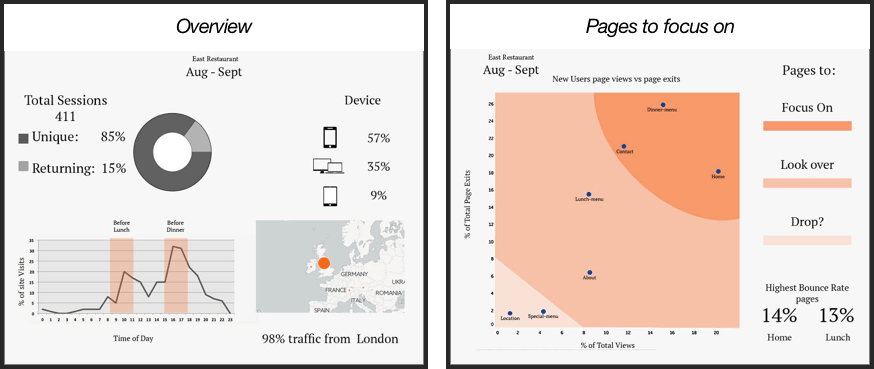 Overview
East Restaurant
Aug - Sept
Total Sessions
411
Unique: 85%
Returning: 15%
Device
57%
35%
9%
Before Lunch
Before Dinner
% of site Visits
35
30
25
20
15
10
5
0
0 1 2 3 4 5 6 7 8 9 10 11 12 13 14 15 16 17 18 19 20 21 22 23
Time of Day
GERMANY
UKRA
FRANCE
ROMANIA
ITALY
SPAIN
98% traffic from London
Pages to focus on
East Restaurant
Aug - Sept
New Users page views vs page exits
% of Total Page Exits
26
24
22
20
18
16
14
12
10
8
6
4
2
0
Dinner-menu
Contact
Home
Lunch-menu
About
Location
Special-menu
0 2 4 6 8 10 12 14 16 18 20
% of Total Views
Pages to:
Focus On
Look over
Drop?
Highest Bounce Rate
pages
14% 13%
Home Lunch